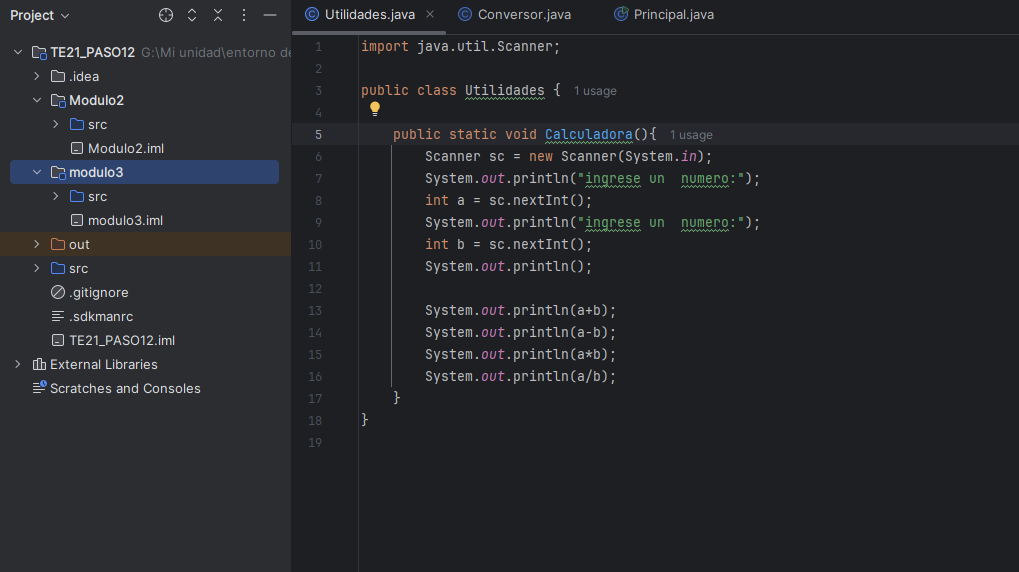 Project
TE21_PASO12 G:\Mi unidad\entorno de
.idea
Modulo2
src
Modulo2.iml
modulo3
src
modulo3.iml
out
src
.gitignore
.sdkmanrc
TE21_PASO12.iml
External Libraries
Scratches and Consoles
Utilidades.java Conversor.java Principal.java
1 import java.util.Scanner;
2
3 public class Utilidades { 1 usage
4
5 public static void Calculadora(){ 1 usage
6 Scanner sc = new Scanner(System.in);
7 System.out.println("ingrese un  numero:");
8 int a = sc.nextInt();
9 System.out.println("ingrese un  numero:");
10 int b = sc.nextInt();
11 System.out.println();
12
13 System.out.println(a+b);
14 System.out.println(a-b);
15 System.out.println(a*b);
16 System.out.println(a/b);
17 }
18 }
19